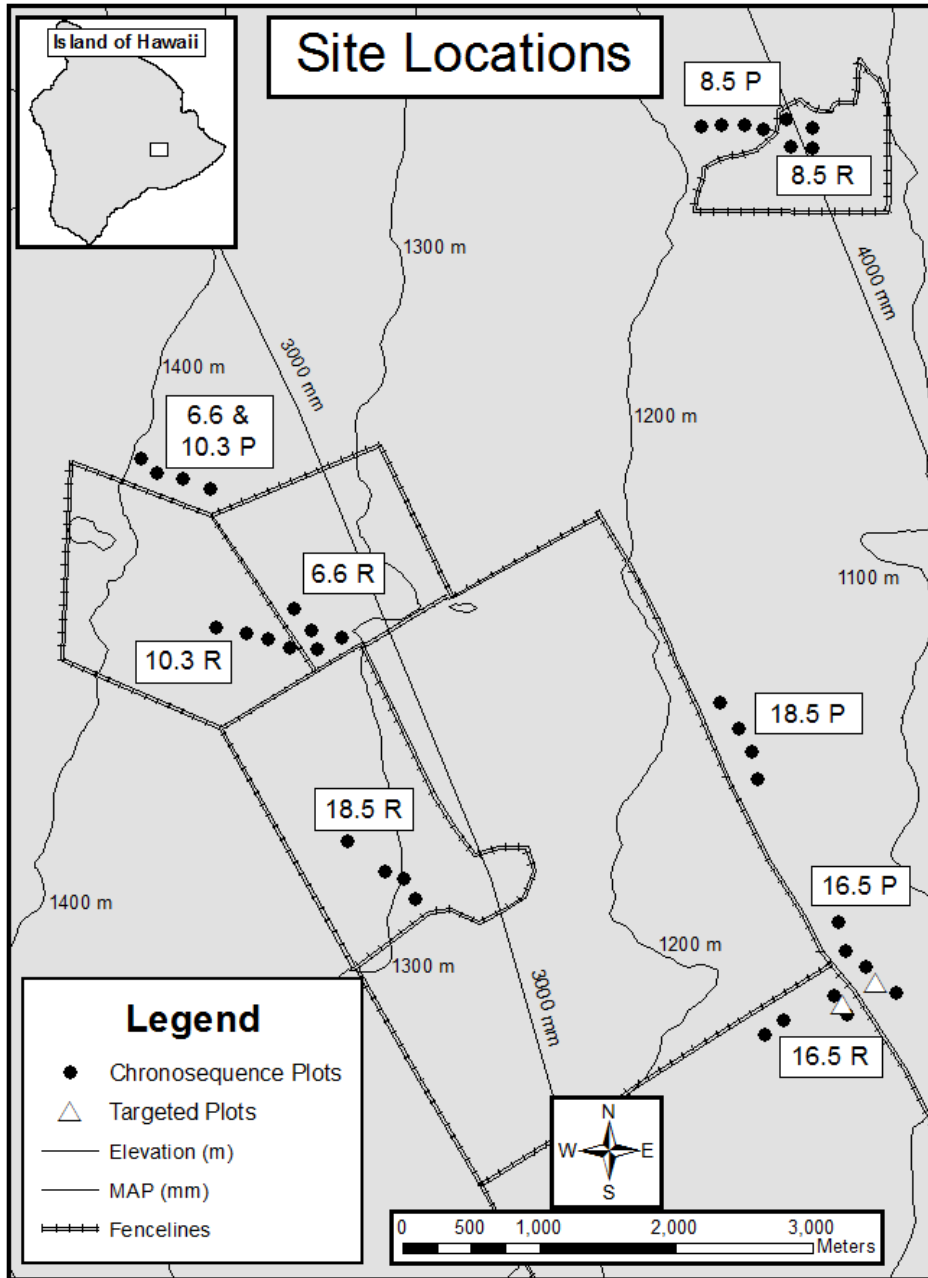 Island of Hawaii
Site Locations
8.5 P
8.5 R
1300 m
4000 mm
3000 mm
1400 m
6.6 &
10.3 P
1200 m
6.6 R
1100 m
10.3 R
18.5 P
18.5 R
16.5 P
1400 m
1200 m
1300 m
3000 mm
16.5 R
Legend
Chronosequence Plots
Targeted Plots
Elevation (m)
MAP (mm)
Fencelines
N
W E
S
0 500 1,000 2,000 3,000
Meters